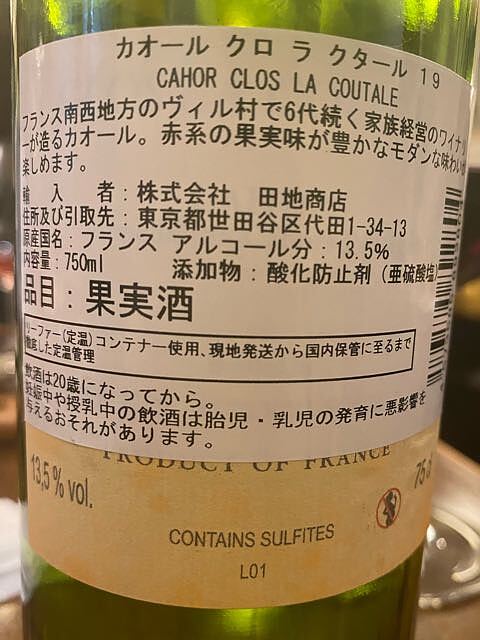 カオール クロ ラ クタール 19
CAHOR CLOS LA COUTALE
フランス南西地方のヴィル村で6代続く家族経営のワイナリ
ーが造るカオール。赤系の果実味が豊かなモダンな味わいが
楽しめます。
輸 入 者：株式会社 田地商店
住所及び引取先：東京都世田谷区代田1-34-13
原産国名：フランス アルコール分：13.5%
内容量：750ml 添加物：酸化防止剤（亜硫酸塩）
品目：果実酒
リーファー(定温)コンテナー使用、現地発送から国内保管に至るまで
徹底した定温管理
飲酒は20歳になってから。
妊娠中や授乳中の飲酒は胎児・乳児の発育に悪影響を
与えるおそれがあります。
PRODUCT OF FRANCE
13,5% vol. 75
CONTAINS SULFITES
L01